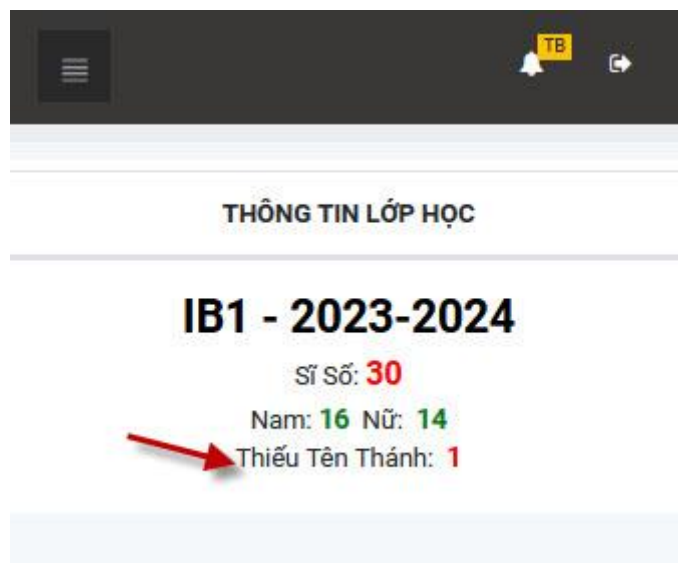 TB
THÔNG TIN LỚP HỌC
IB1 - 2023-2024
Sĩ Số: 30
Nam: 16 Nữ: 14
Thiếu Tên Thánh: 1